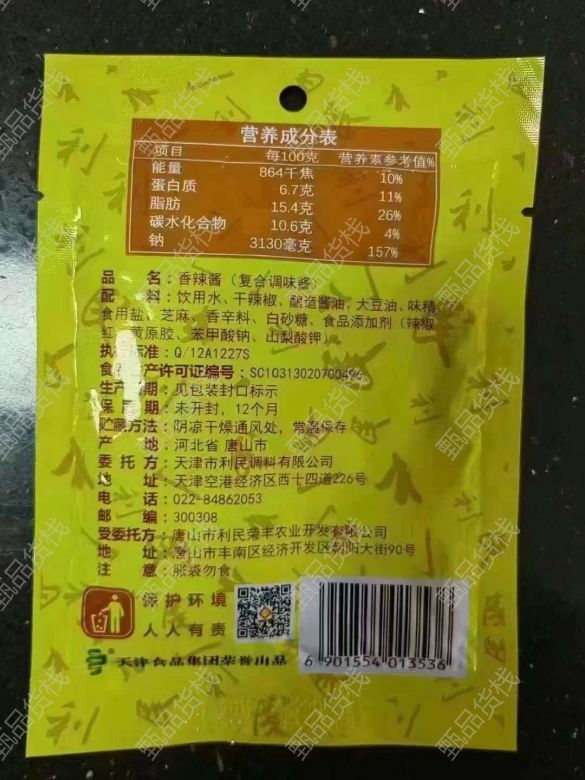 营养成分表
项目 每100克 营养素参考值%
能量 864千焦 10%
蛋白质 6.7克 11%
脂肪 15.4克 26%
碳水化合物 10.6克 4%
钠 3130毫克 157%
品名：香辣酱（复合调味酱）
配料：饮用水、干辣椒、酿造酱油、大豆油、味精、
食用盐、芝麻、香辛料、白砂糖、食品添加剂（辣椒
红、黄原胶、苯甲酸钠、山梨酸钾）
执行标准：Q/12A1227S
食品生产许可证编号：SC10313020700496
生产日期：见包装封口标示
保质期：未开封，12个月
贮藏方法：阴凉干燥通风处，常温保存
产地：河北省 唐山市
委托方：天津市利民调料有限公司
地址：天津空港经济区西十四道226号
电话：022-84862053
邮编：300308
受委托方：唐山市利民荣丰农业开发有限公司
地址：唐山市丰南区经济开发区朝阳大街90号
注意：胀袋勿食
保护环境
人人有责
天津食品集团荣誉出品
6 901554 013536
甄品货栈